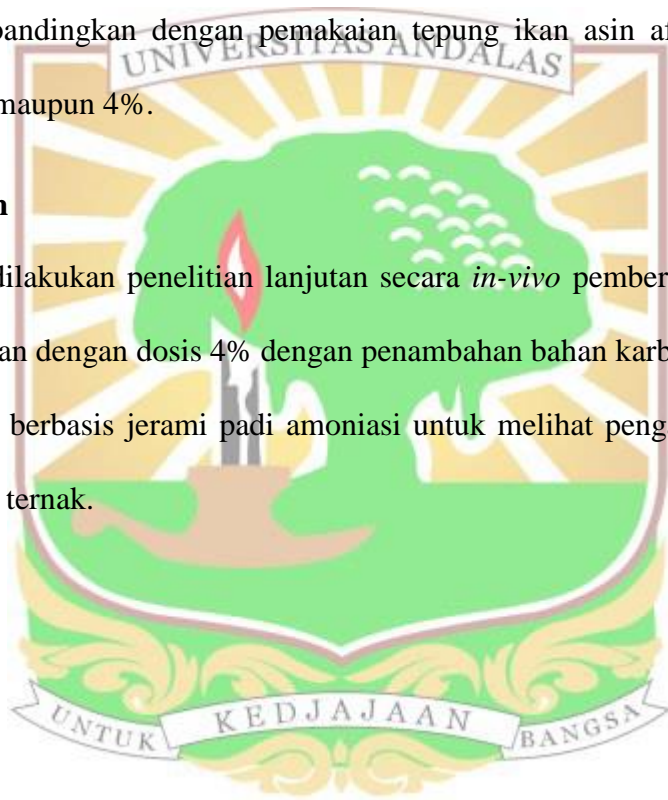 bandingkan dengan pemakaian tepung ikan asin af
UNIVERSITAS ANDALAS
maupun 4%.
n
dilakukan penelitian lanjutan secara in-vivo pember
an dengan dosis 4% dengan penambahan bahan karb
berbasis jerami padi amoniasi untuk melihat peng
ternak.
UNTUK KEDJAJAAN BANGSA